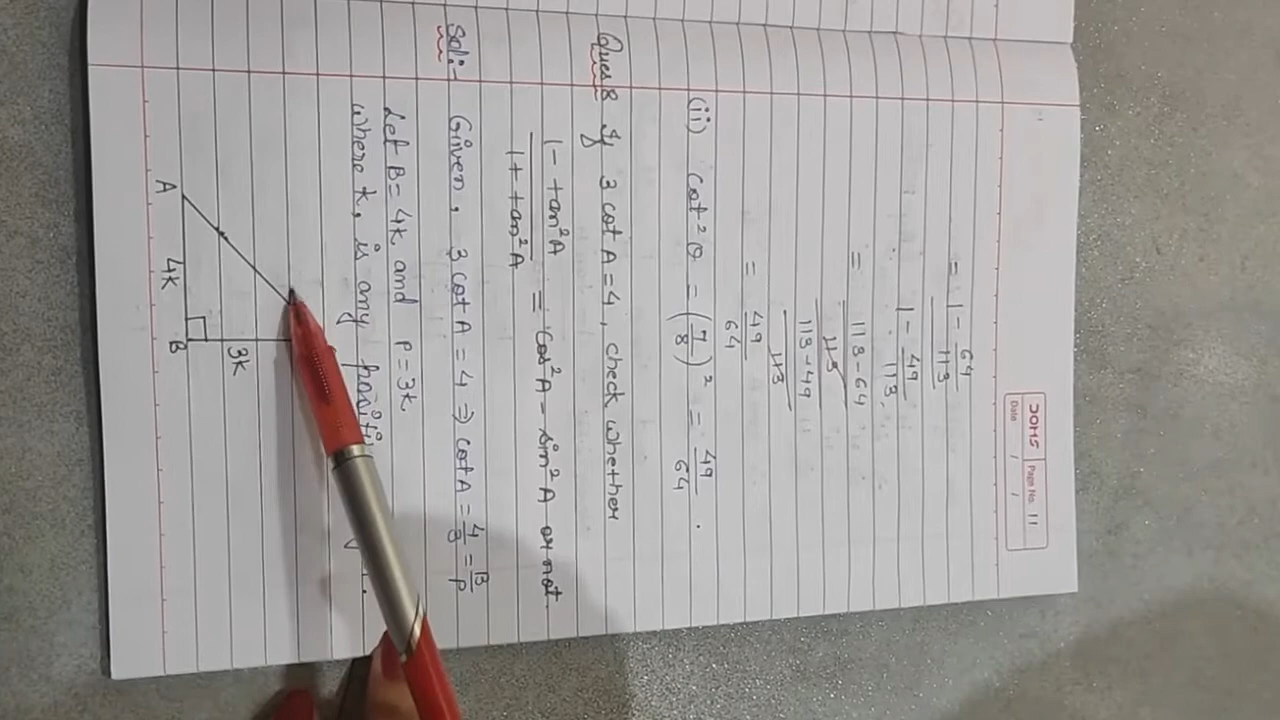 JOMS Page No. 11
Date / /
= 1 - 64/113
1 - 49/113
= 113 - 64
113
113 - 49
113
= 49
64
(ii) cot²θ = (7/8)² = 49/64 .
Ques 8 If 3 cot A = 4, check whether
1 - tan²A / 1 + tan²A = cos²A - sin²A or not.
Sol:- Given, 3 cot A = 4 ⇒ cot A = 4/3 = B/P
Let B = 4k and P = 3k
where k, is any
A 4k B 3k